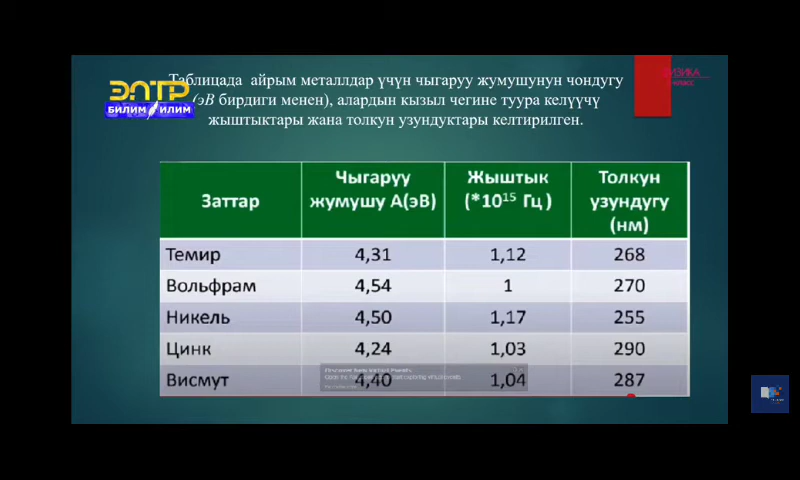 Таблицада айрым металлдар үчүн чыгаруу жумушунун чондугу
(эВ бирдиги менен), алардын кызыл чегине туура келүүчү
жыштыктары жана толкун узундуктары келтирилген.
ЭЛТР
БИЛИМ ИЛИМ
ФИЗИКА
Заттар Чыгаруу жумушу А(эВ) Жыштык (*10¹⁵ Гц ) Толкун узундугу (нм)
Темир 4,31 1,12 268
Вольфрам 4,54 1 270
Никель 4,50 1,17 255
Цинк 4,24 1,03 290
Висмут 4,40 1,04 287